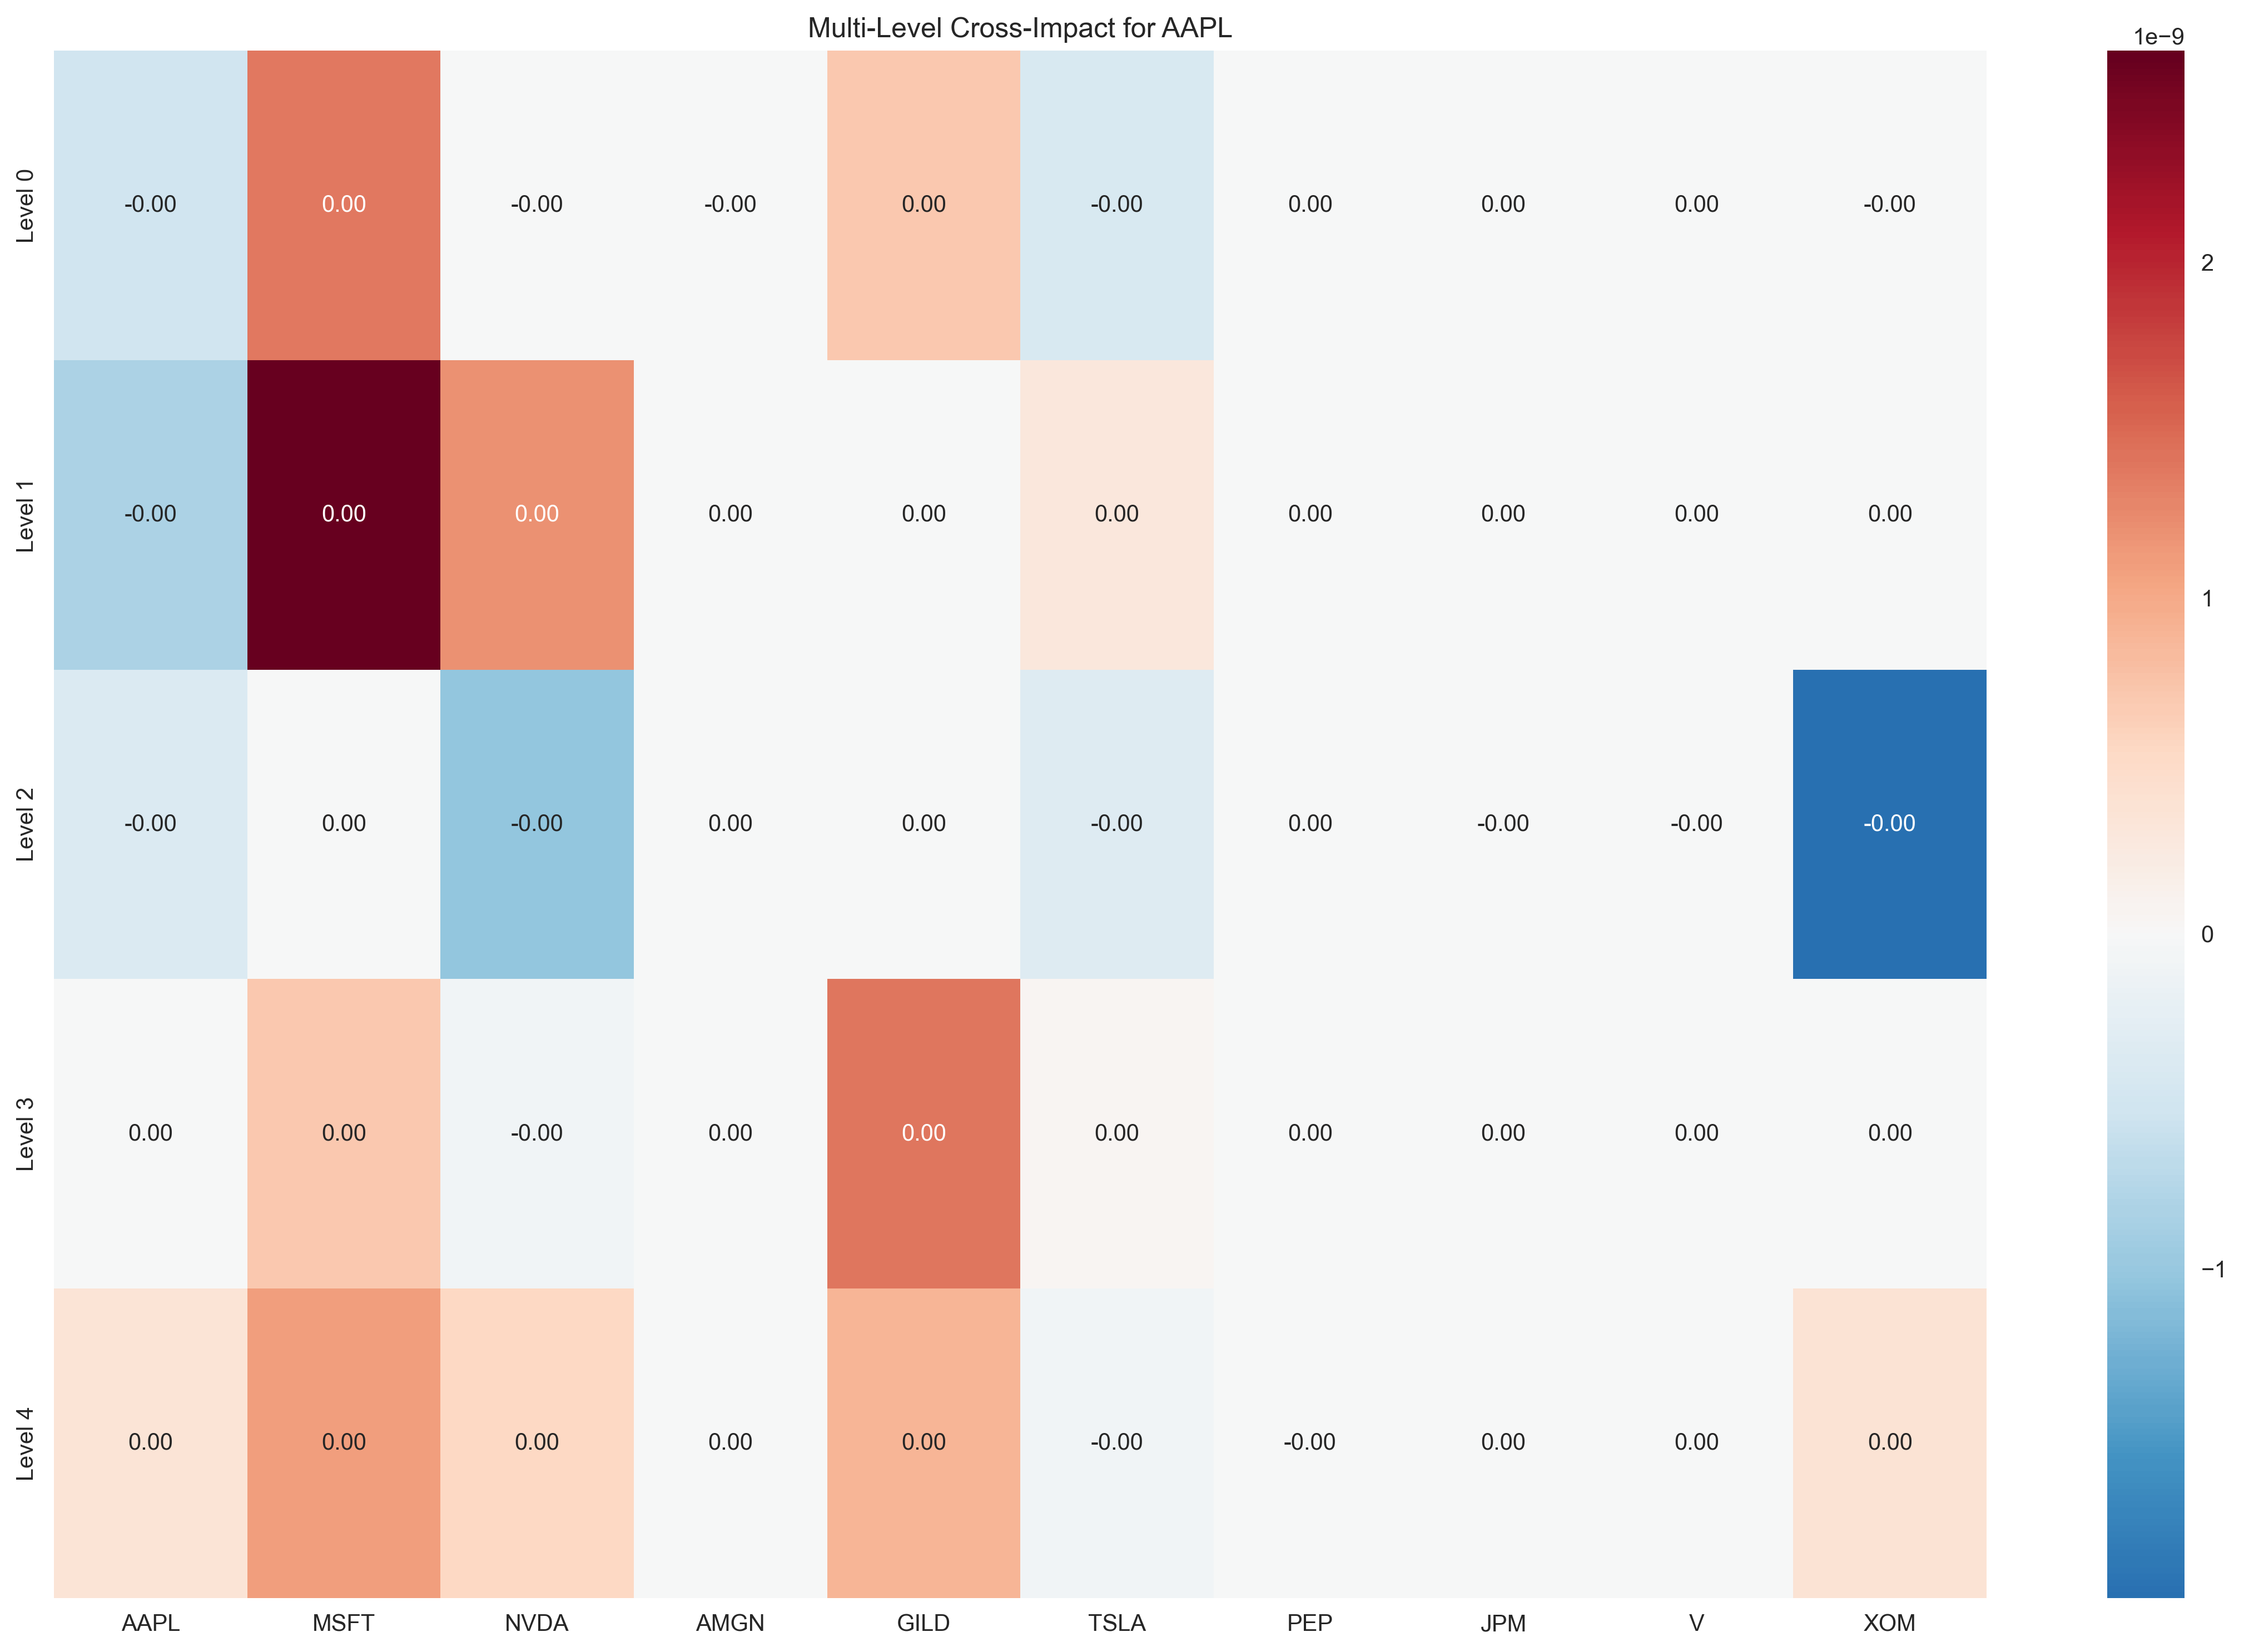 Multi-Level Cross-Impact for AAPL
1e−9
Level 0
-0.00 0.00 -0.00 -0.00 0.00 -0.00 0.00 0.00 0.00 -0.00
2
Level 1
-0.00 0.00 0.00 0.00 0.00 0.00 0.00 0.00 0.00 0.00
1
Level 2
-0.00 0.00 -0.00 0.00 0.00 -0.00 0.00 -0.00 -0.00 -0.00
0
Level 3
0.00 0.00 -0.00 0.00 0.00 0.00 0.00 0.00 0.00 0.00
−1
Level 4
0.00 0.00 0.00 0.00 0.00 -0.00 -0.00 0.00 0.00 0.00
AAPL MSFT NVDA AMGN GILD TSLA PEP JPM V XOM